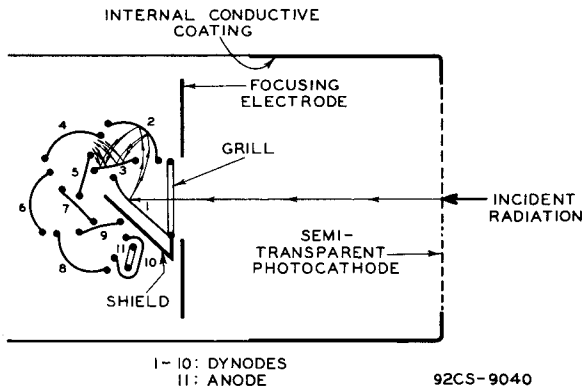 INTERNAL CONDUCTIVE
COATING
FOCUSING
ELECTRODE
GRILL
INCIDENT
RADIATION
SEMI-
TRANSPARENT
PHOTOCATHODE
SHIELD
1
2
3
4
5
6
7
8
9
10
11
1-10: DYNODES
11: ANODE
92CS-9040